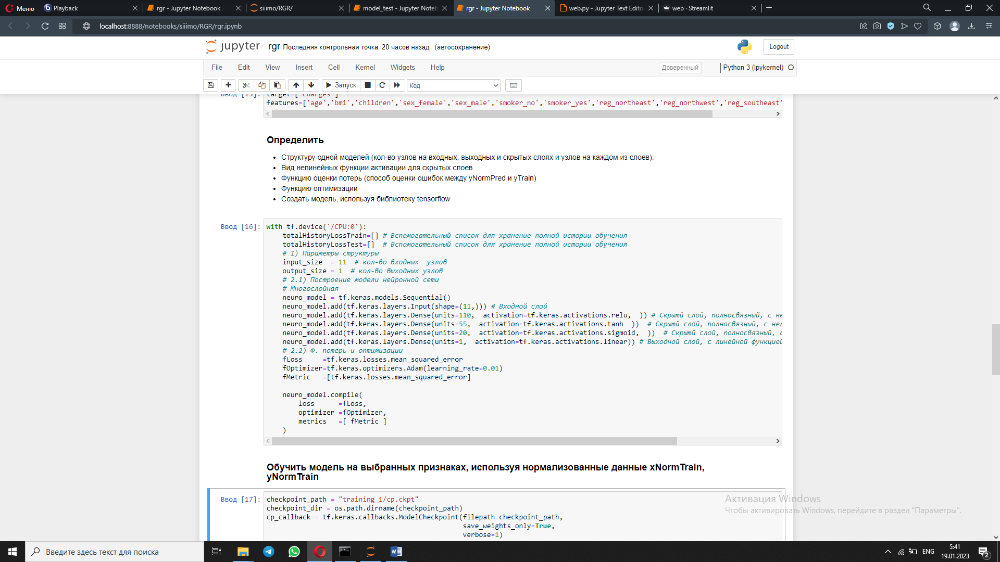 Меню
Playback
rgr - Jupyter Notebook
siiimo/RGR/
model_test - Jupyter Noteb
rgr - Jupyter Notebook
web.py - Jupyter Text Edito
web · Streamlit
localhost:8888/notebooks/siiimo/RGR/rgr.ipynb
jupyter rgr Последняя контрольная точка: 20 часов назад (автосохранение)
Logout
File Edit View Insert Cell Kernel Widgets Help
Доверенный
Python 3 (ipykernel)
Запуск
Код
Ввод [15]: target=['charges']
features=['age','bmi','children','sex_female','sex_male','smoker_no','smoker_yes','reg_northeast','reg_northwest','reg_southeast'
Определить
• Структуру одной моделей (кол-во узлов на входных, выходных и скрытых слоях и узлов на каждом из слоев).
• Вид нелинейных функции активации для скрытых слоев
• Функцию оценки потерь (способ оценки ошибок между yNormPred и yTrain)
• Функцию оптимизации
• Создать модель, используя библиотеку tensorflow
Ввод [16]: with tf.device('/CPU:0'):
totalHistoryLossTrain=[] # Вспомогательный список для хранение полной истории обучения
totalHistoryLossTest=[]  # Вспомогательный список для хранение полной истории обучения
# 1) Параметры структуры
input_size  = 11  # кол-во входных  узлов
output_size = 1  # кол-во выходных узлов
# 2.1) Построение модели нейронной сети
# Многослойная
neuro_model = tf.keras.models.Sequential()
neuro_model.add(tf.keras.layers.Input(shape=(11,))) # Входной слой
neuro_model.add(tf.keras.layers.Dense(units=110,  activation=tf.keras.activations.relu,  )) # Скрытй слой, полносвязный, с не
neuro_model.add(tf.keras.layers.Dense(units=55,  activation=tf.keras.activations.tanh  ))  # Скрытй слой, полносвязный, с нел
neuro_model.add(tf.keras.layers.Dense(units=20,  activation=tf.keras.activations.sigmoid,  ))  # Скрытй слой, полносвязный, с
neuro_model.add(tf.keras.layers.Dense(units=1,  activation=tf.keras.activations.linear)) # Выходной слой, с линейной функцией
# 2.2) Ф. потерь и оптимизации
fLoss     =tf.keras.losses.mean_squared_error
fOptimizer=tf.keras.optimizers.Adam(learning_rate=0.01)
fMetric   =[tf.keras.losses.mean_squared_error]
neuro_model.compile(
loss      =fLoss,
optimizer =fOptimizer,
metrics   =[ fMetric ]
)
Обучить модель на выбранных признаках, используя нормализованные данные xNormTrain,
yNormTrain
Ввод [17]: checkpoint_path = "training_1/cp.ckpt"
checkpoint_dir = os.path.dirname(checkpoint_path)
cp_callback = tf.keras.callbacks.ModelCheckpoint(filepath=checkpoint_path,
save_weights_only=True,
verbose=1)
Активация Windows
Чтобы активировать Windows, перейдите в раздел "Параметры".
Введите здесь текст для поиска
ENG
5:41
19.01.2023
2